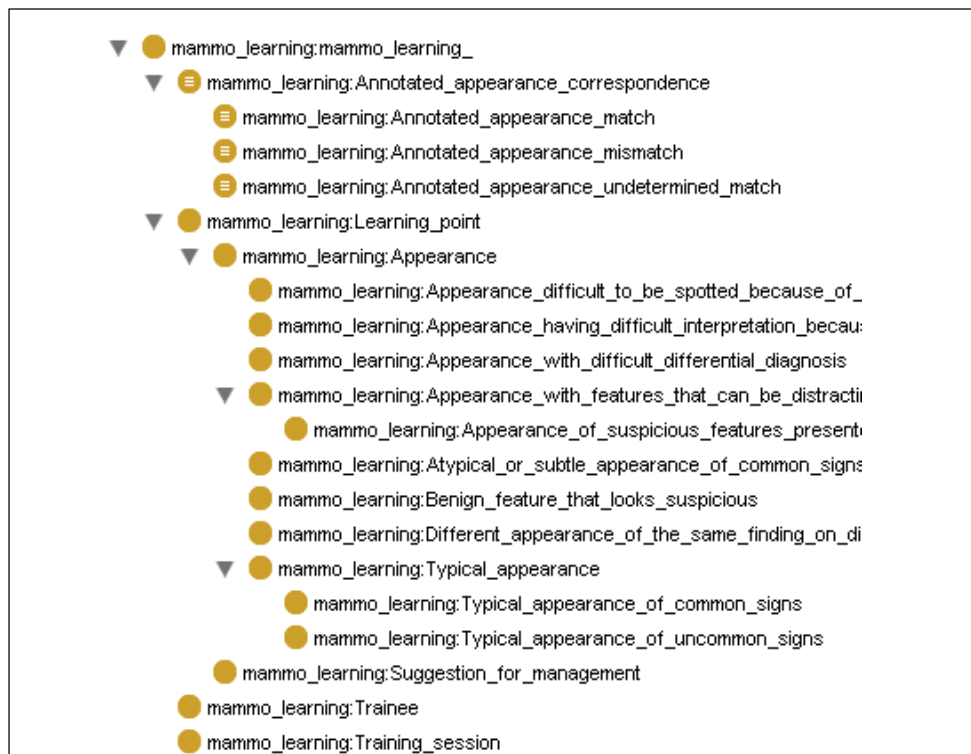 mammo_learning:mammo_learning_
mammo_learning:Annotated_appearance_correspondence
mammo_learning:Annotated_appearance_match
mammo_learning:Annotated_appearance_mismatch
mammo_learning:Annotated_appearance_undetermined_match
mammo_learning:Learning_point
mammo_learning:Appearance
mammo_learning:Appearance_difficult_to_be_spotted_because_of_
mammo_learning:Appearance_having_difficult_interpretation_becau
mammo_learning:Appearance_with_difficult_differential_diagnosis
mammo_learning:Appearance_with_features_that_can_be_distracti
mammo_learning:Appearance_of_suspicious_features_present
mammo_learning:Atypical_or_subtle_appearance_of_common_signs
mammo_learning:Benign_feature_that_looks_suspicious
mammo_learning:Different_appearance_of_the_same_finding_on_di
mammo_learning:Typical_appearance
mammo_learning:Typical_appearance_of_common_signs
mammo_learning:Typical_appearance_of_uncommon_signs
mammo_learning:Suggestion_for_management
mammo_learning:Trainee
mammo_learning:Training_session